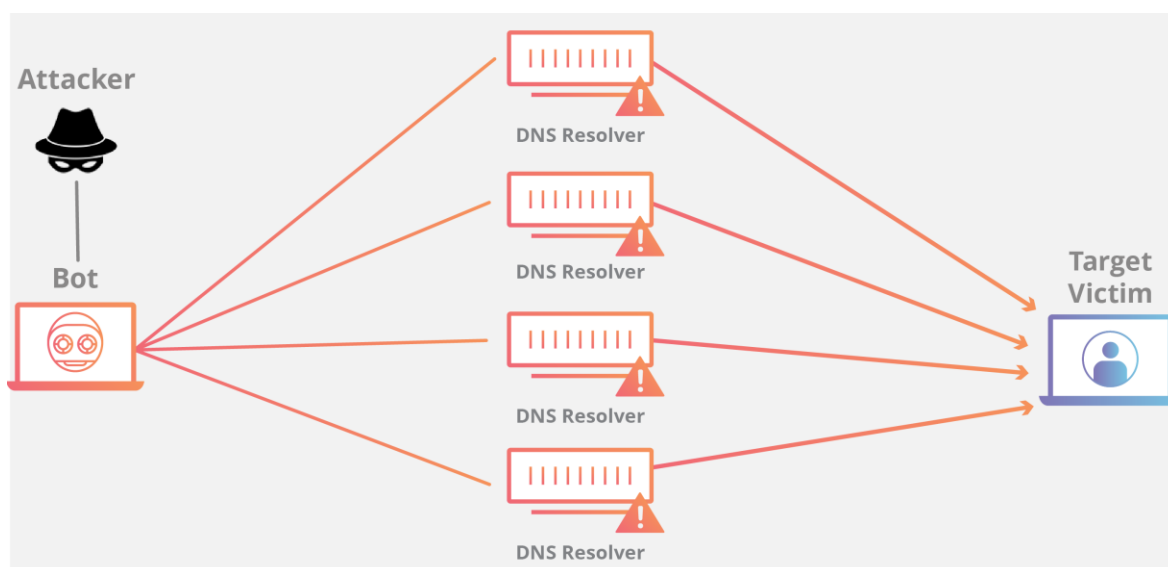 Attacker
Bot
DNS Resolver
DNS Resolver
DNS Resolver
DNS Resolver
Target
Victim